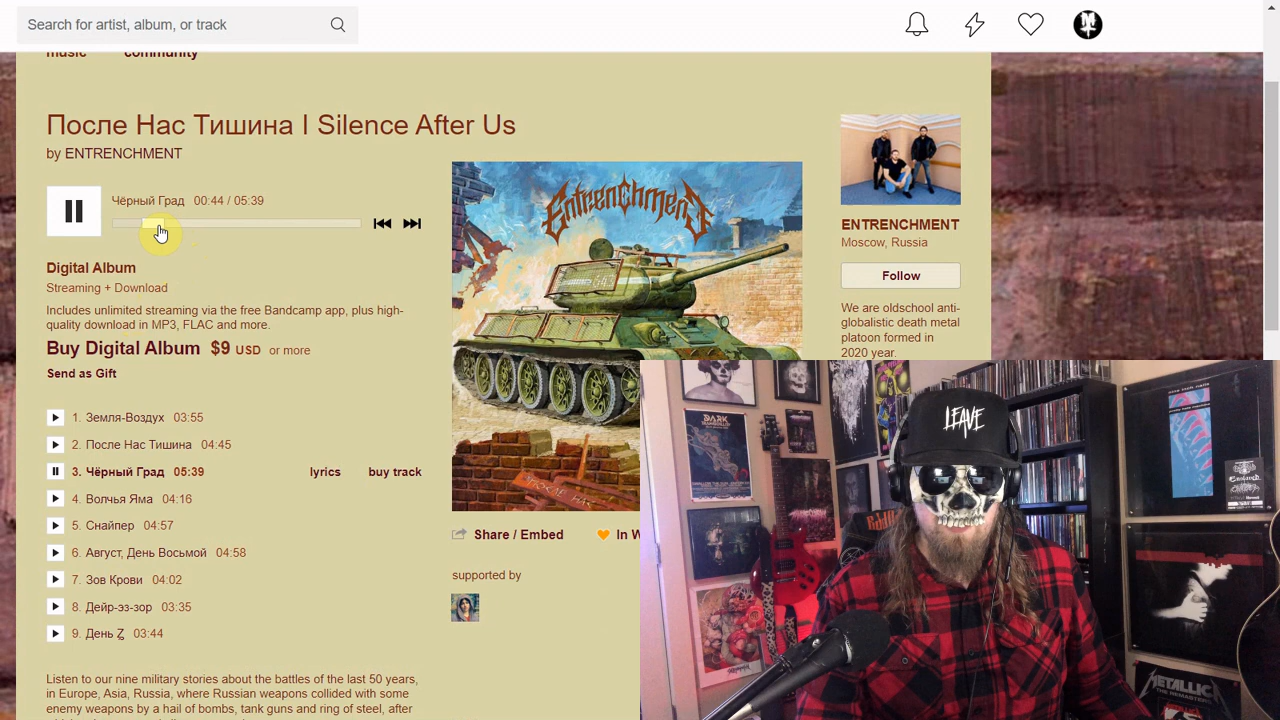 Search for artist, album, or track
music community
После Нас Тишина I Silence After Us
by ENTRENCHMENT
Чёрный Град 00:44 / 05:39
Digital Album
Streaming + Download
Includes unlimited streaming via the free Bandcamp app, plus high-
quality download in MP3, FLAC and more.
Buy Digital Album $9 USD or more
Send as Gift
1. Земля-Воздух 03:55
2. После Нас Тишина 04:45
3. Чёрный Град 05:39 lyrics buy track
4. Волчья Яма 04:16
5. Снайпер 04:57
6. Август, День Восьмой 04:58
7. Зов Крови 04:02
8. Дейр-эз-зор 03:35
9. День Z 03:44
Listen to our nine military stories about the battles of the last 50 years,
in Europe, Asia, Russia, where Russian weapons collided with some
enemy weapons by a hail of bombs, tank guns and ring of steel, after
Entrenchment
Share / Embed
In W
supported by
ENTRENCHMENT
Moscow, Russia
Follow
We are oldschool anti-
globalistic death metal
platoon formed in
2020 year.
LEAVE
DARK
METALLICA
THE REMASTERS